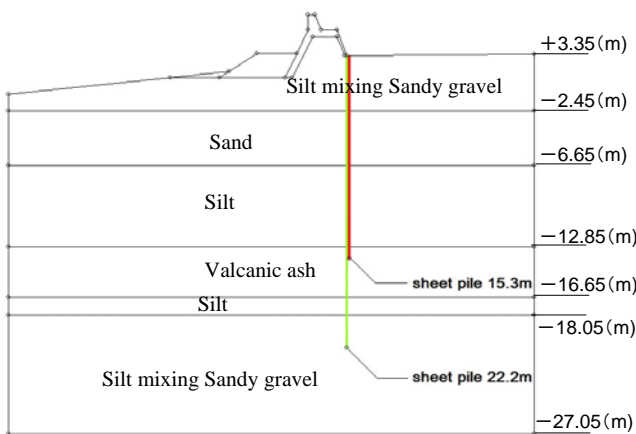 +3.35(m)
Silt mixing Sandy gravel
−2.45(m)
Sand
−6.65(m)
Silt
−12.85(m)
Valcanic ash
sheet pile 15.3m
−16.65(m)
Silt
−18.05(m)
Silt mixing Sandy gravel
sheet pile 22.2m
−27.05(m)